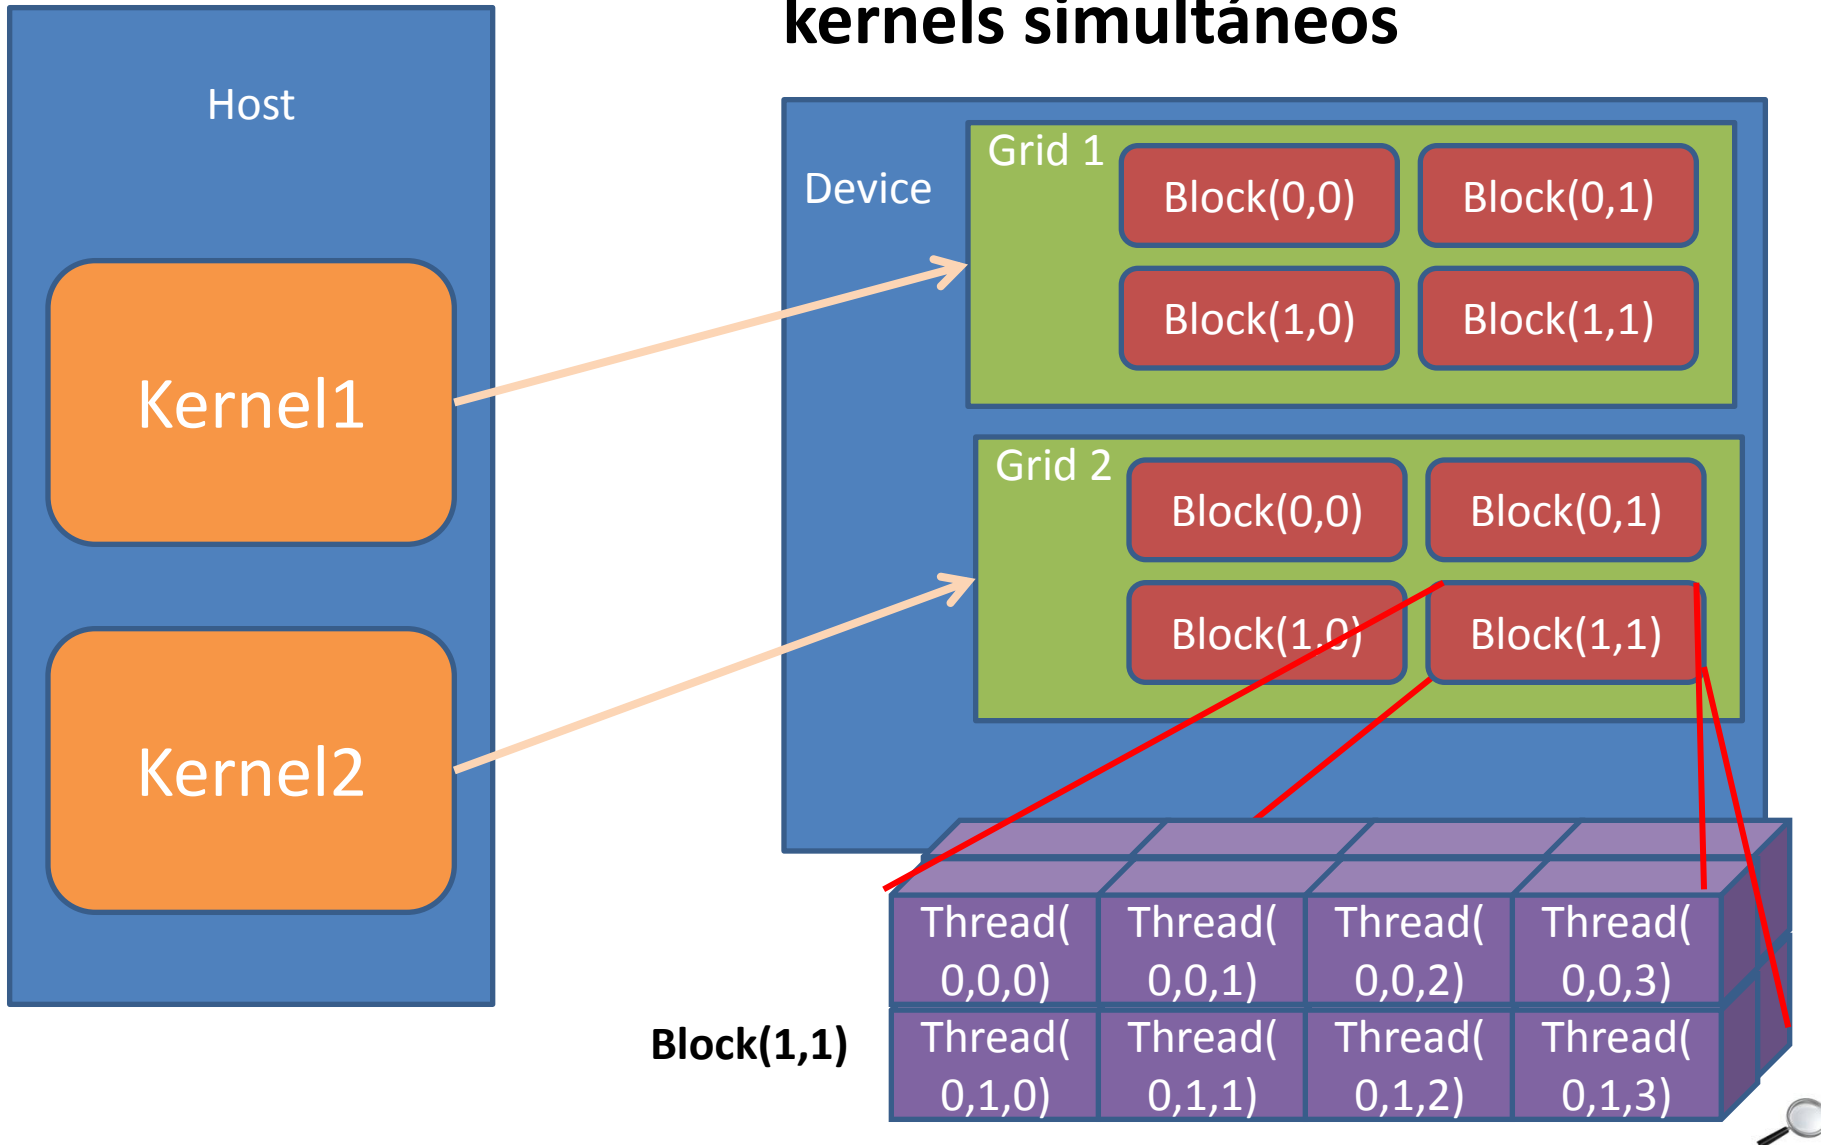 kernels simultáneos
Host
Kernel1
Kernel2
Device
Grid 1
Block(0,0)
Block(0,1)
Block(1,0)
Block(1,1)
Grid 2
Block(0,0)
Block(0,1)
Block(1,0)
Block(1,1)
Block(1,1)
Thread(
0,0,0)
Thread(
0,0,1)
Thread(
0,0,2)
Thread(
0,0,3)
Thread(
0,1,0)
Thread(
0,1,1)
Thread(
0,1,2)
Thread(
0,1,3)